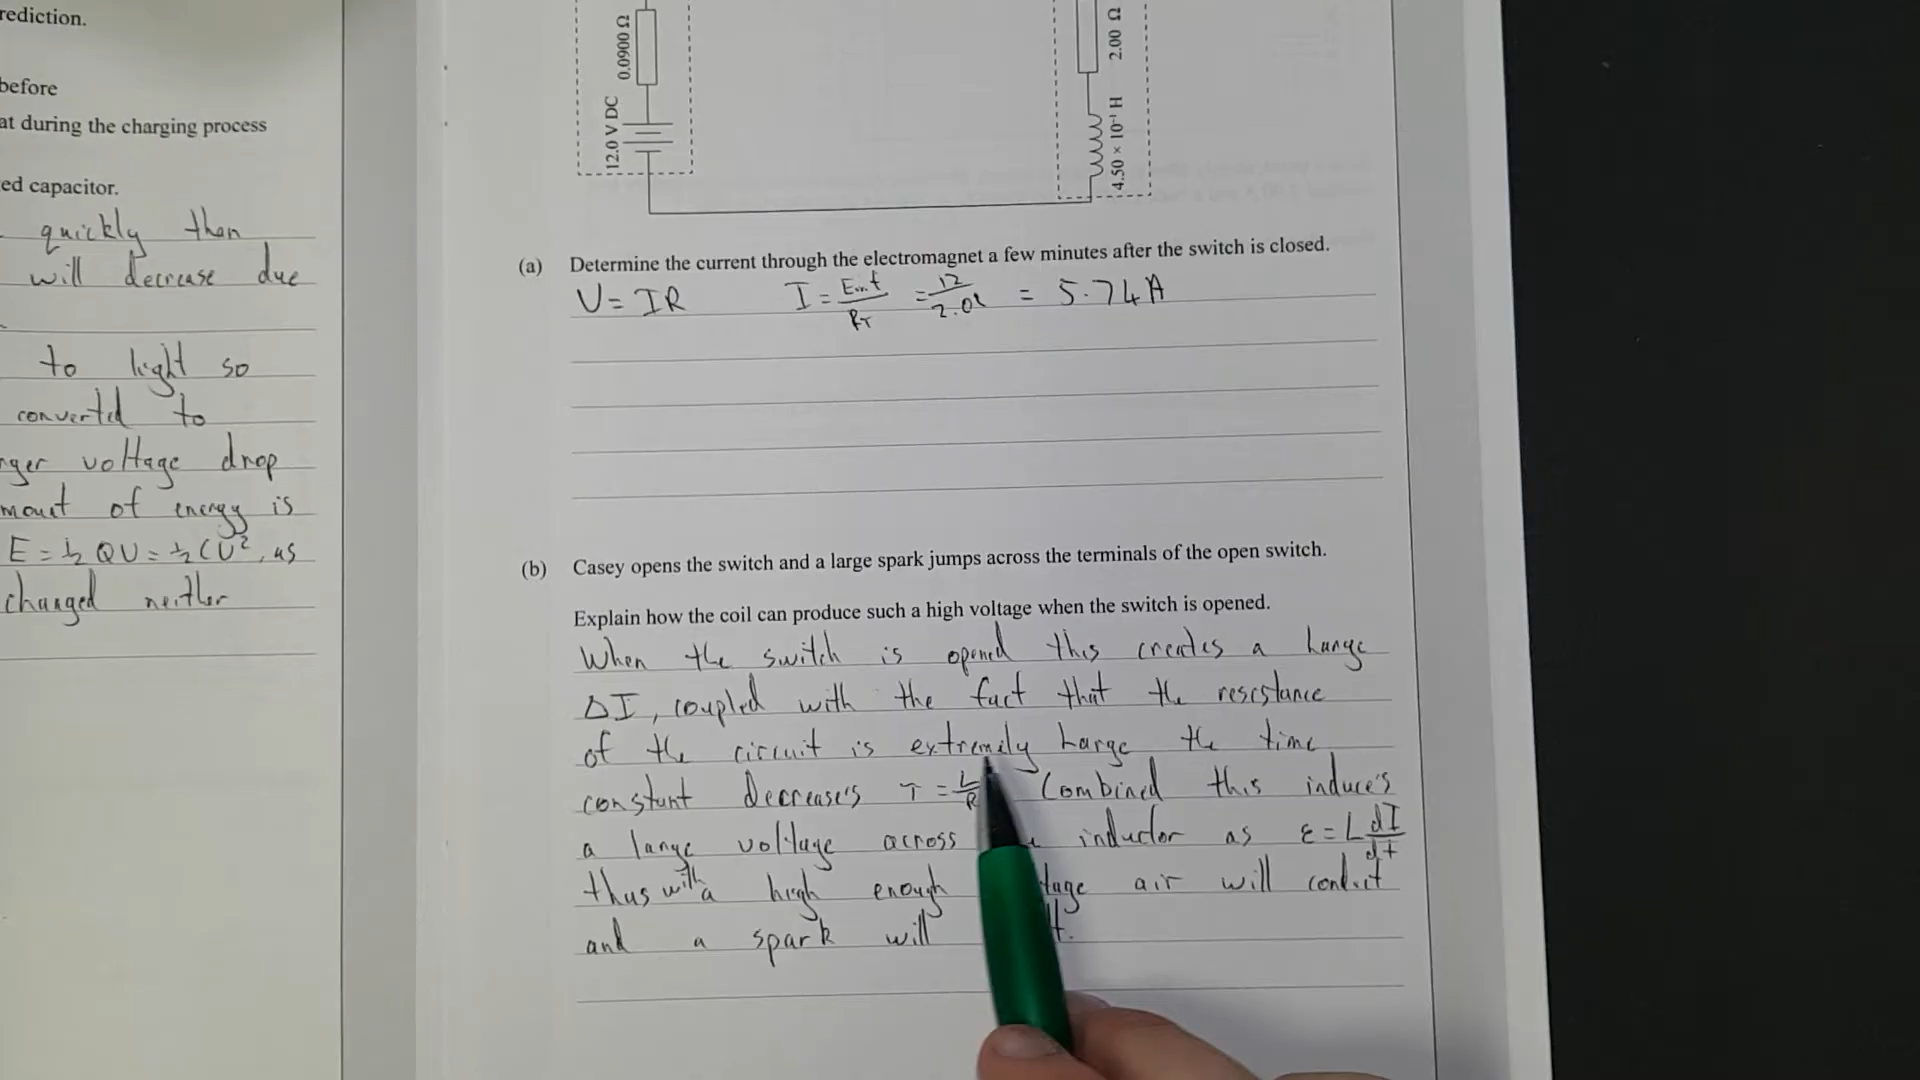 rediction.
before
at during the charging process
ed capacitor.
quickly than
will decrease due
to light so
converted to
rger voltage drop
mount of energy is
E = ½ QV = ½ CV², as
changed neither
12.0 V DC
0.0900 Ω
4.50 × 10⁻¹ H
2.00 Ω
(a) Determine the current through the electromagnet a few minutes after the switch is closed.
V = IR I = Emf/RT = 12/2.09 = 5.74A
(b) Casey opens the switch and a large spark jumps across the terminals of the open switch.
Explain how the coil can produce such a high voltage when the switch is opened.
When the switch is opened this creates a large
ΔI, coupled with the fact that the resistance
of the circuit is extremely large the time
constant decrease's τ = L/R Combined this induce's
a large voltage across inductor as ε = L dI/dt
thus with a high enough tage air will conduct
and a spark will lt.